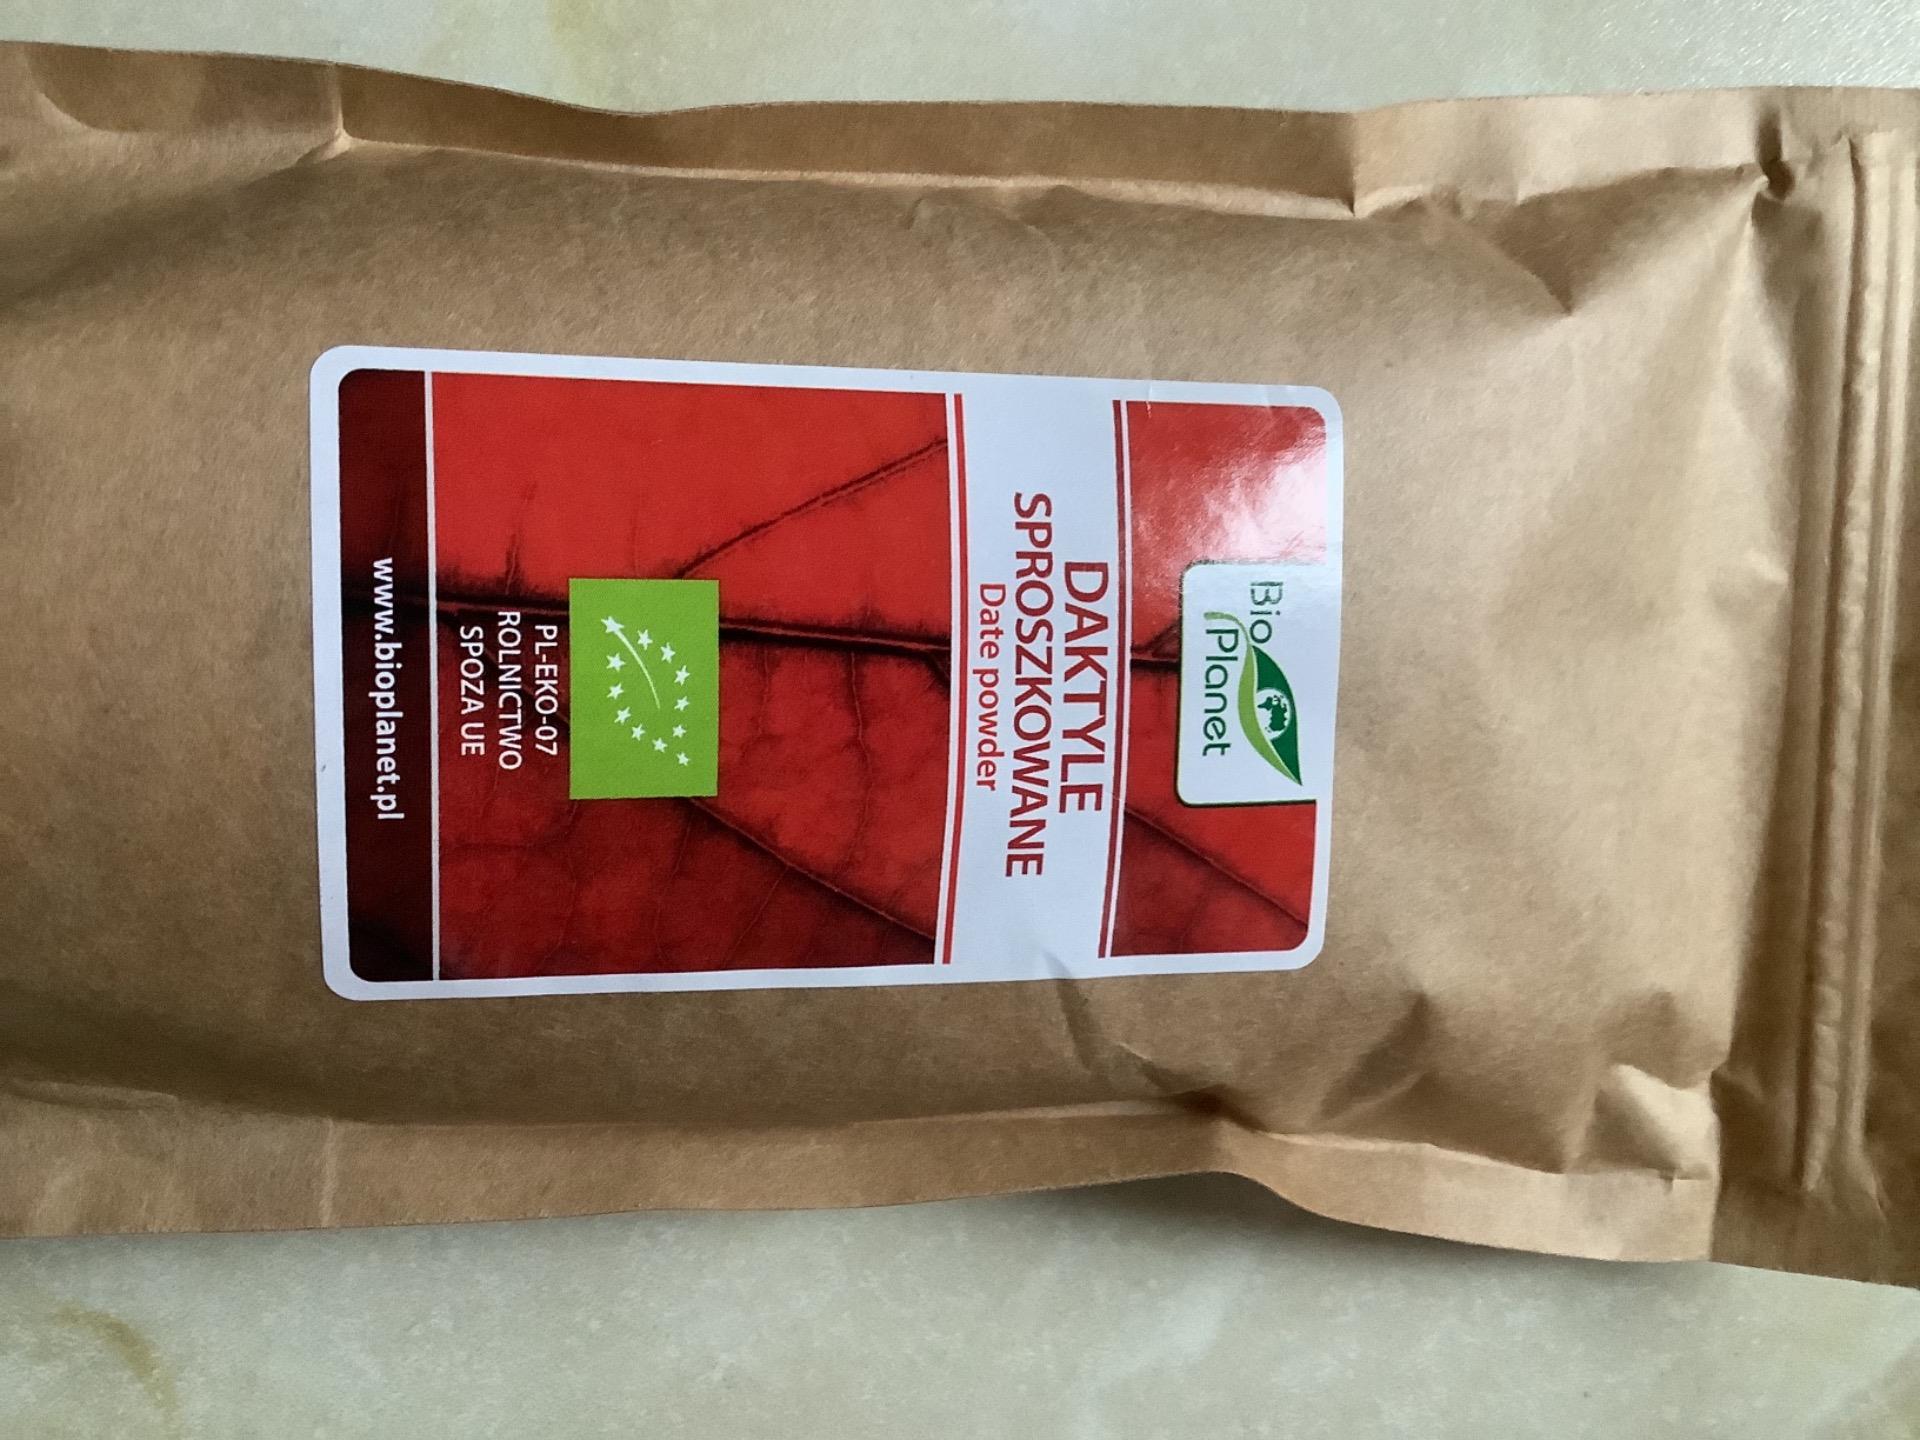 Bio
Planet
DAKTYLE
SPROSZKOWANE
Date powder
PL-EKO-07
ROLNICTWO
SPOZA UE
www.bioplanet.pl